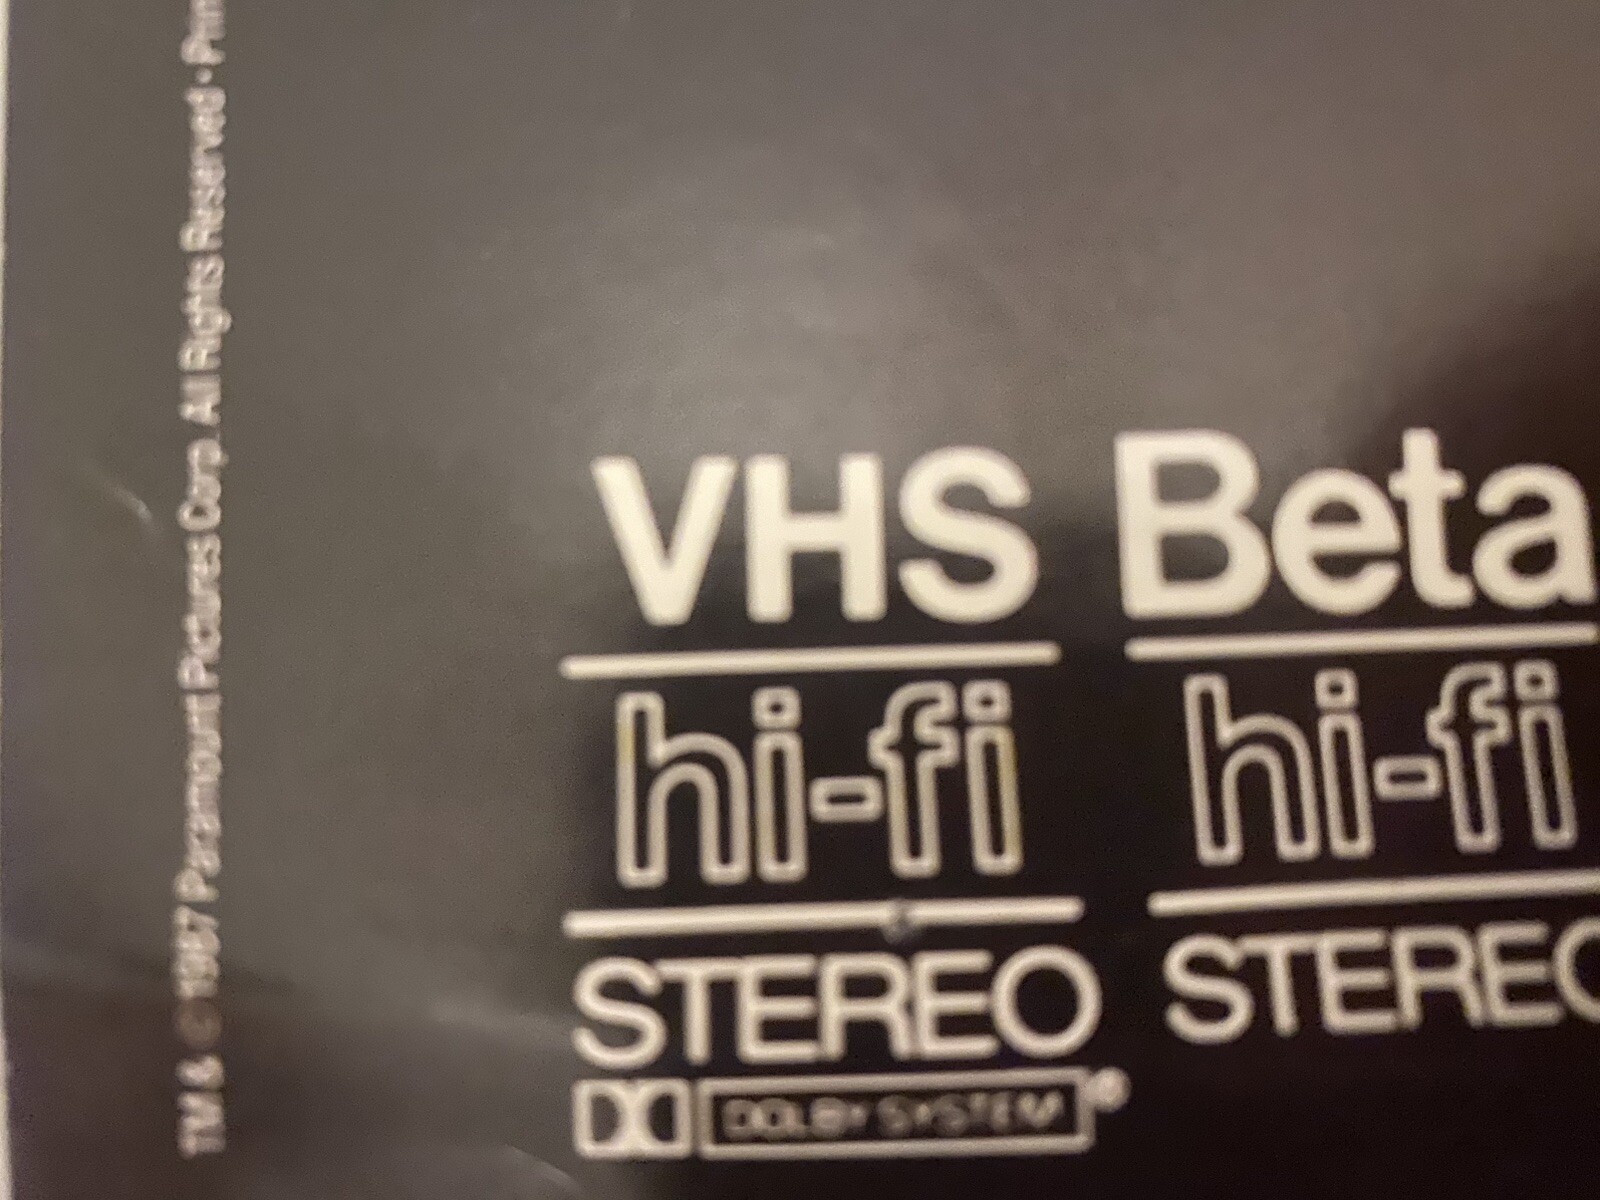 TM & © 1987 Paramount Pictures Corp. All Rights Reserved •
VHS
hi-fi
STEREO
DOLBY SYSTEM®
Beta
hi-fi